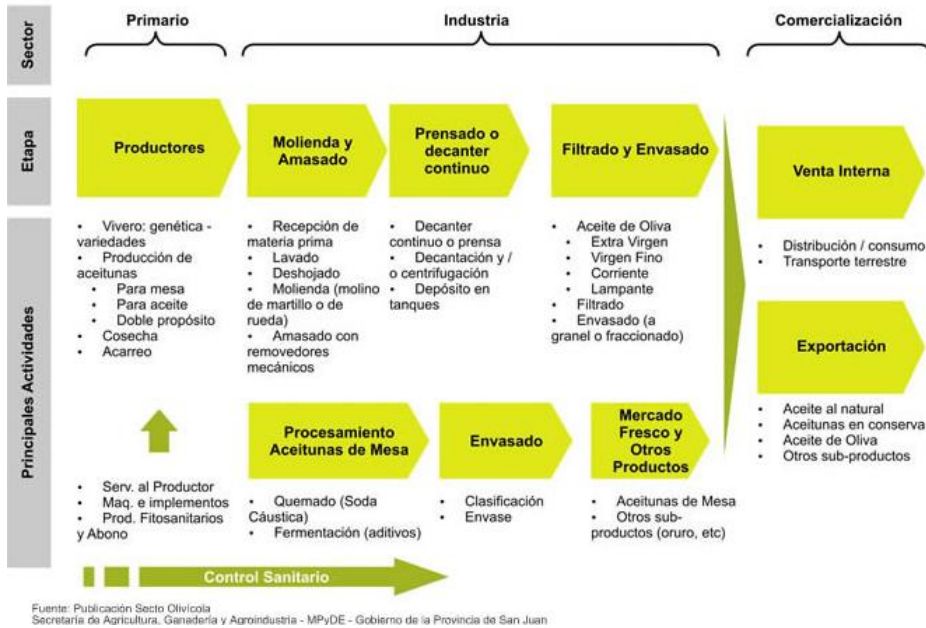 Sector
Primario
Industria
Comercialización
Etapa
Productores
Molienda y
Amasado
Prensado o
decanter
continuo
Filtrado y Envasado
Venta Interna
Principales Actividades
• Vivero: genética -
variedades
• Producción de
aceitunas
• Para mesa
• Para aceite
• Doble propósito
• Cosecha
• Acarreo
• Recepción de
materia prima
• Lavado
• Deshojado
• Molienda (molino
de martillo o de
rueda)
• Amasado con
removedores
mecánicos
• Decanter
continuo o prensa
• Decantación y /
o centrifugación
• Depósito en
tanques
• Aceite de Oliva
• Extra Virgen
• Virgen Fino
• Corriente
• Lampante
• Filtrado
• Envasado (a
granel o fraccionado)
• Distribución / consumo
• Transporte terrestre
Exportación
• Aceite al natural
• Aceitunas en conserva
• Aceite de Oliva
• Otros sub-productos
• Serv. al Productor
• Maq. e implementos
• Prod. Fitosanitarios
y Abono
Procesamiento
Aceitunas de Mesa
• Quemado (Soda
Cáustica)
• Fermentación (aditivos)
Envasado
• Clasificación
• Envase
Mercado
Fresco y
Otros
Productos
• Aceitunas de Mesa
• Otros sub-
productos (oruro, etc)
Control Sanitario
Fuente: Publicación Secto Olivícola
Secretaría de Agricultura, Ganadería y Agroindustria - MPyDE - Gobierno de la Provincia de San Juan